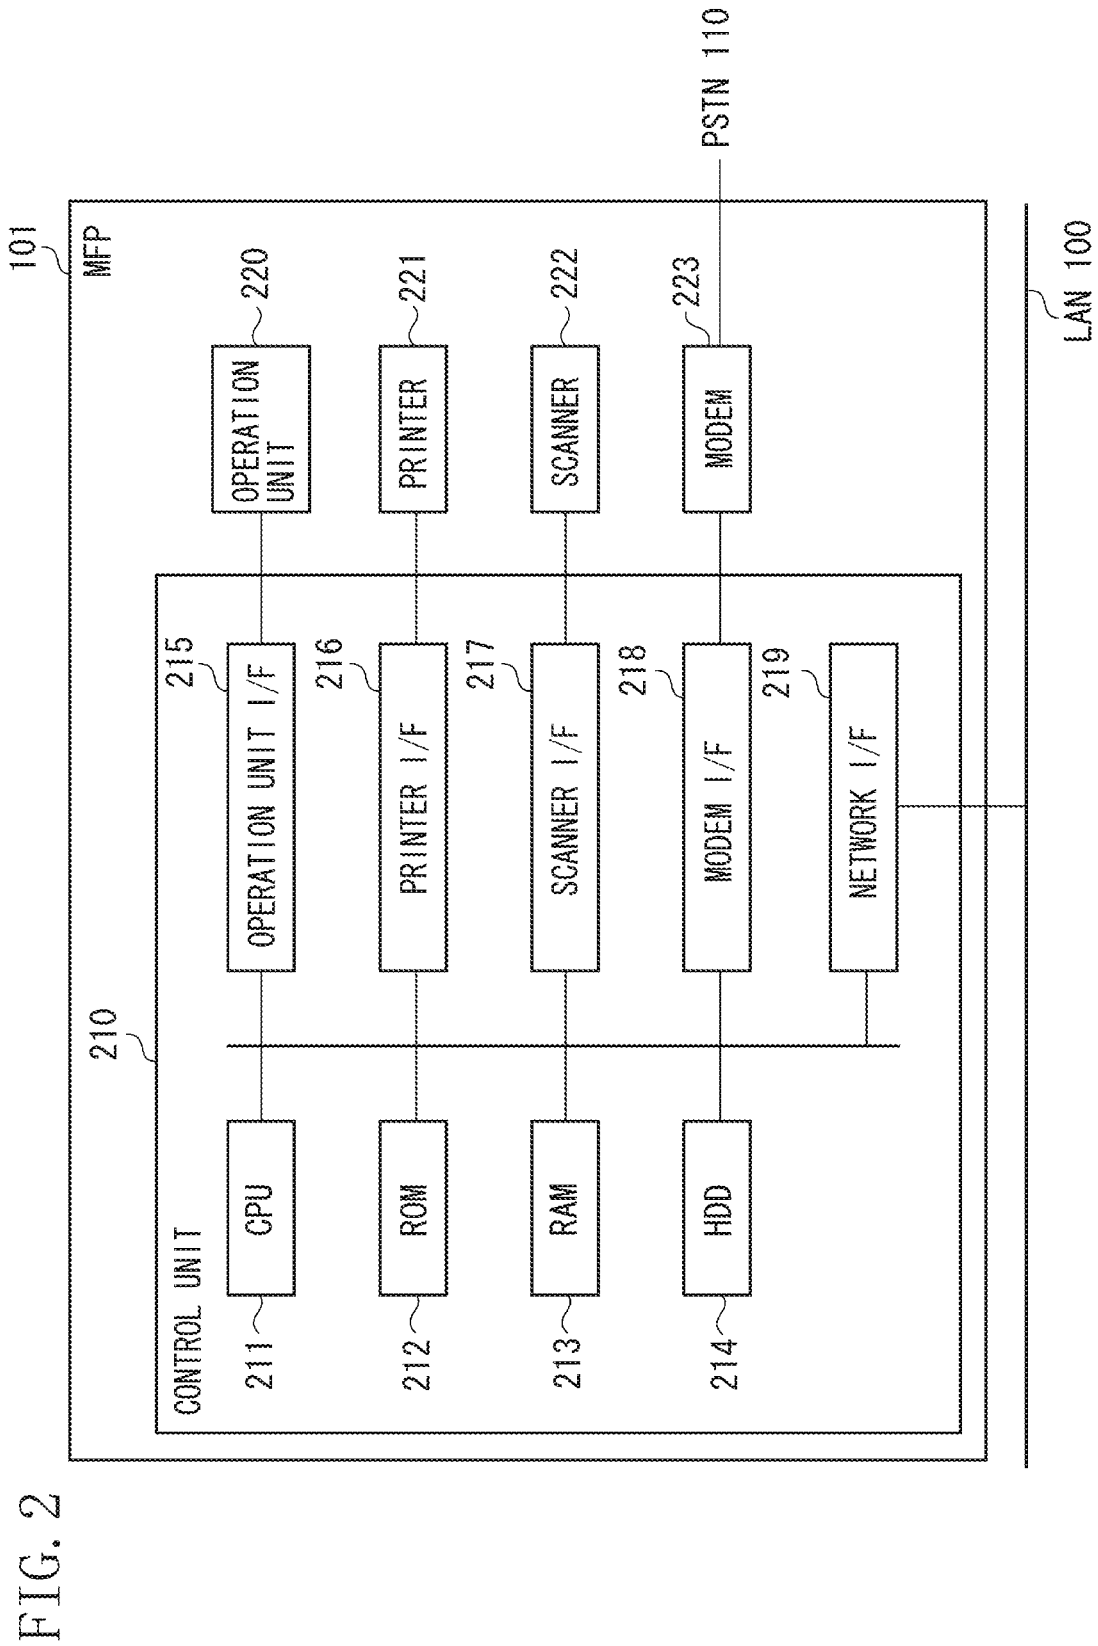 FIG. 2
101
MFP
210
CONTROL UNIT
211
CPU
215
OPERATION UNIT I/F
OPERATION
UNIT
220
212
ROM
216
PRINTER I/F
PRINTER
221
213
RAM
217
SCANNER I/F
SCANNER
222
214
HDD
218
MODEM I/F
MODEM
223
PSTN 110
219
NETWORK I/F
LAN 100